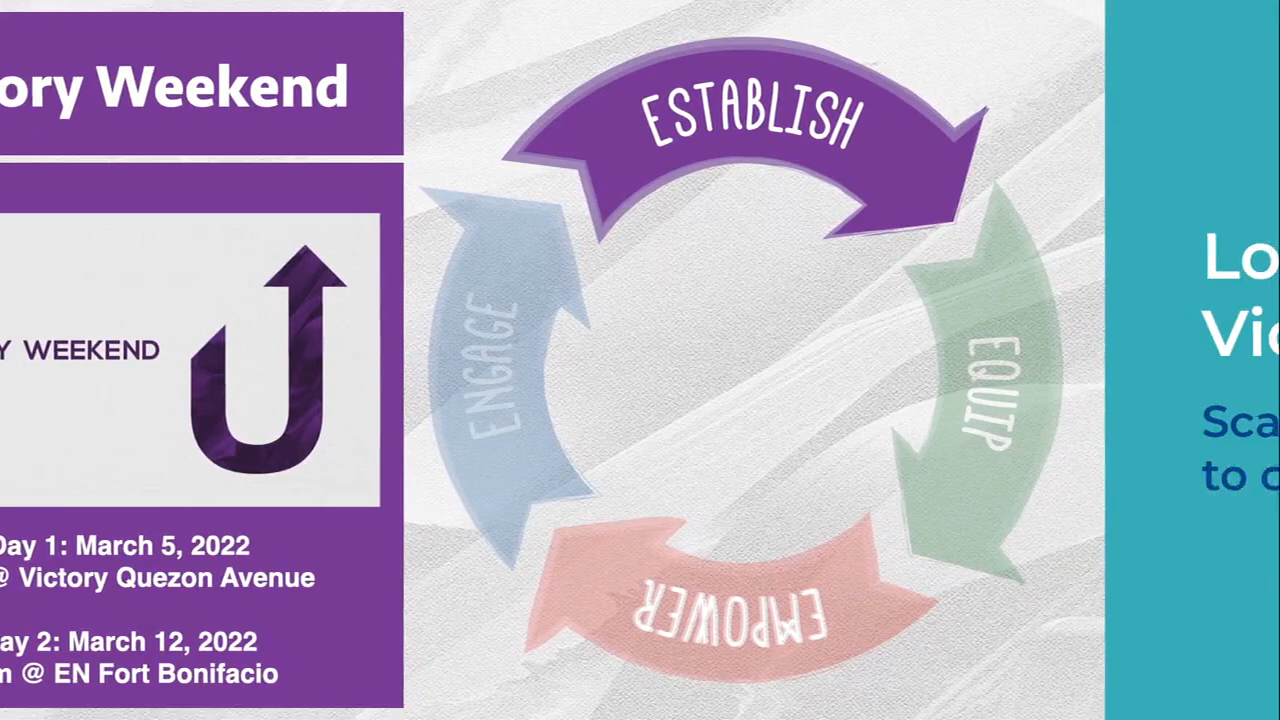 ory Weekend
Y WEEKEND
Day 1: March 5, 2022
@ Victory Quezon Avenue
ay 2: March 12, 2022
m @ EN Fort Bonifacio
ESTABLISH
EQUIP
EMPOWER
ENGAGE
Lo
Vic
Sca
to c